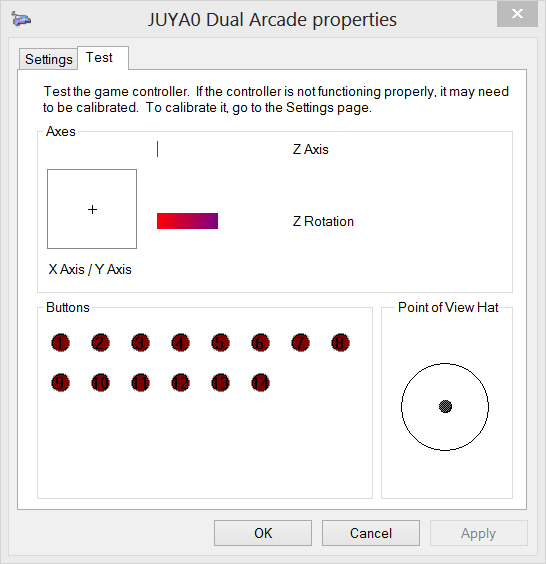 JUYA0 Dual Arcade properties
Settings
Test
Test the game controller. If the controller is not functioning properly, it may need
to be calibrated. To calibrate it, go to the Settings page.
Axes
Z Axis
Z Rotation
X Axis / Y Axis
Buttons
1 2 3 4 5 6 7 8
9 10 11 12 13 14
Point of View Hat
OK
Cancel
Apply